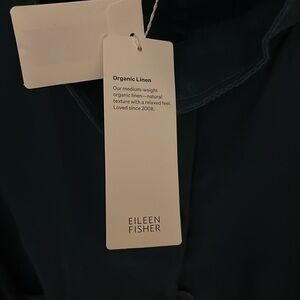 Organic Linen
Our medium-weight
organic linen—natural
texture with a relaxed feel.
Loved since 2008.
EILEEN
FISHER